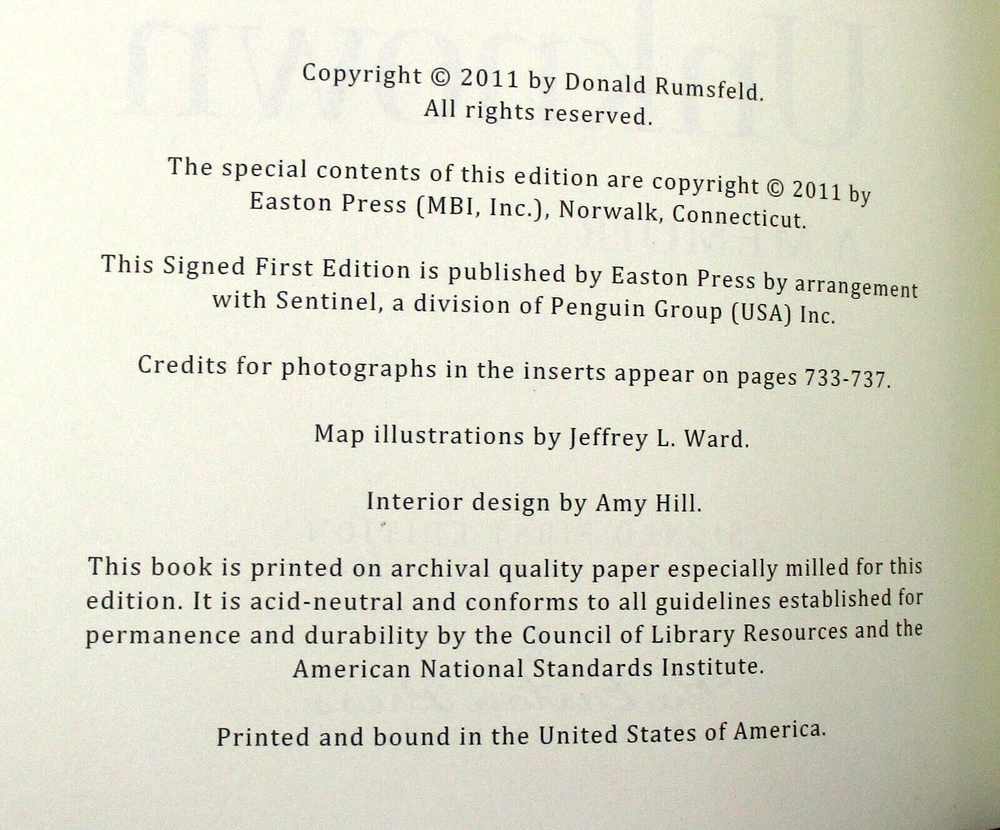 Copyright © 2011 by Donald Rumsfeld.
All rights reserved.
The special contents of this edition are copyright © 2011 by
Easton Press (MBI, Inc.), Norwalk, Connecticut.
This Signed First Edition is published by Easton Press by arrangement
with Sentinel, a division of Penguin Group (USA) Inc.
Credits for photographs in the inserts appear on pages 733-737.
Map illustrations by Jeffrey L. Ward.
Interior design by Amy Hill.
This book is printed on archival quality paper especially milled for this
edition. It is acid-neutral and conforms to all guidelines established for
permanence and durability by the Council of Library Resources and the
American National Standards Institute.
Printed and bound in the United States of America.